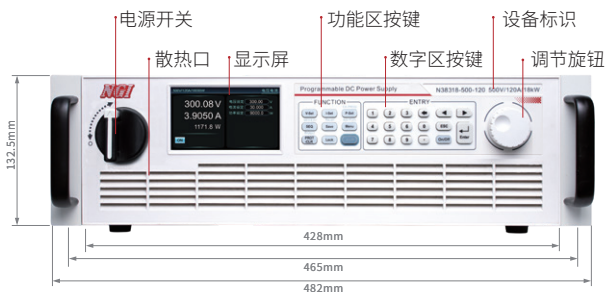 电源开关
功能区按键
设备标识
散热口
显示屏
数字区按键
调节旋钮
NGI
Programmable DC Power Supply
N38318-500-120 500V/120A/18kW
FUNCTION
ENTRY
300.08 V
3.9050 A
1171.8 W
ESC
Enter
132.5mm
428mm
465mm
482mm